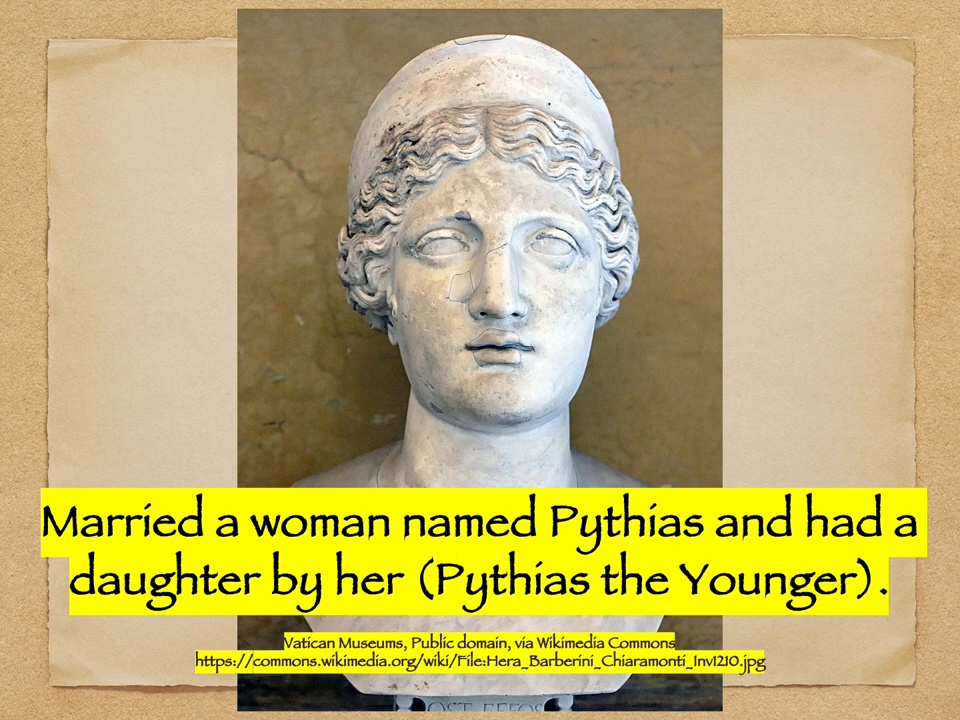 Married a woman named Pythias and had a
daughter by her (Pythias the Younger).
Vatican Museums, Public domain, via Wikimedia Commons
https://commons.wikimedia.org/wiki/File:Hera_Barberini_Chiaramonti_Inv1210.jpg